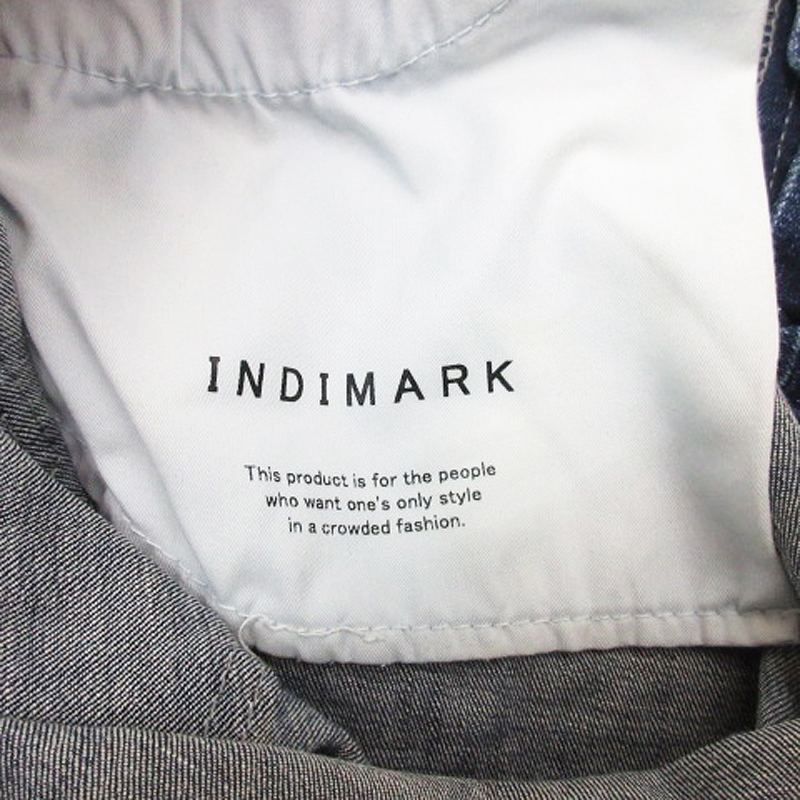 INDIMARK
This product is for the people
who want one's only style
in a crowded fashion.